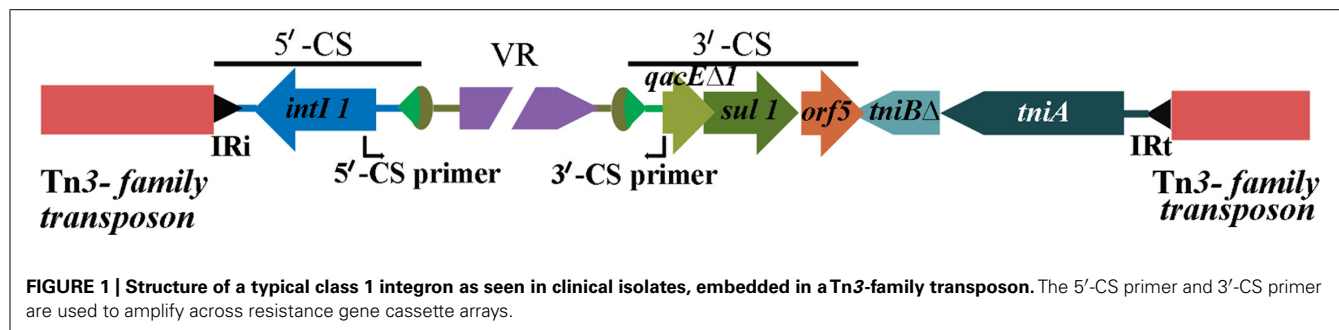 5′-CS
VR
3′-CS
qacEΔ1
intI 1
sul 1
orf5
tniBΔ
tniA
IRi
IRt
5′-CS primer
3′-CS primer
Tn3- family
transposon
Tn3- family
transposon
FIGURE 1 | Structure of a typical class 1 integron as seen in clinical isolates, embedded in a Tn3-family transposon. The 5′-CS primer and 3′-CS primer
are used to amplify across resistance gene cassette arrays.